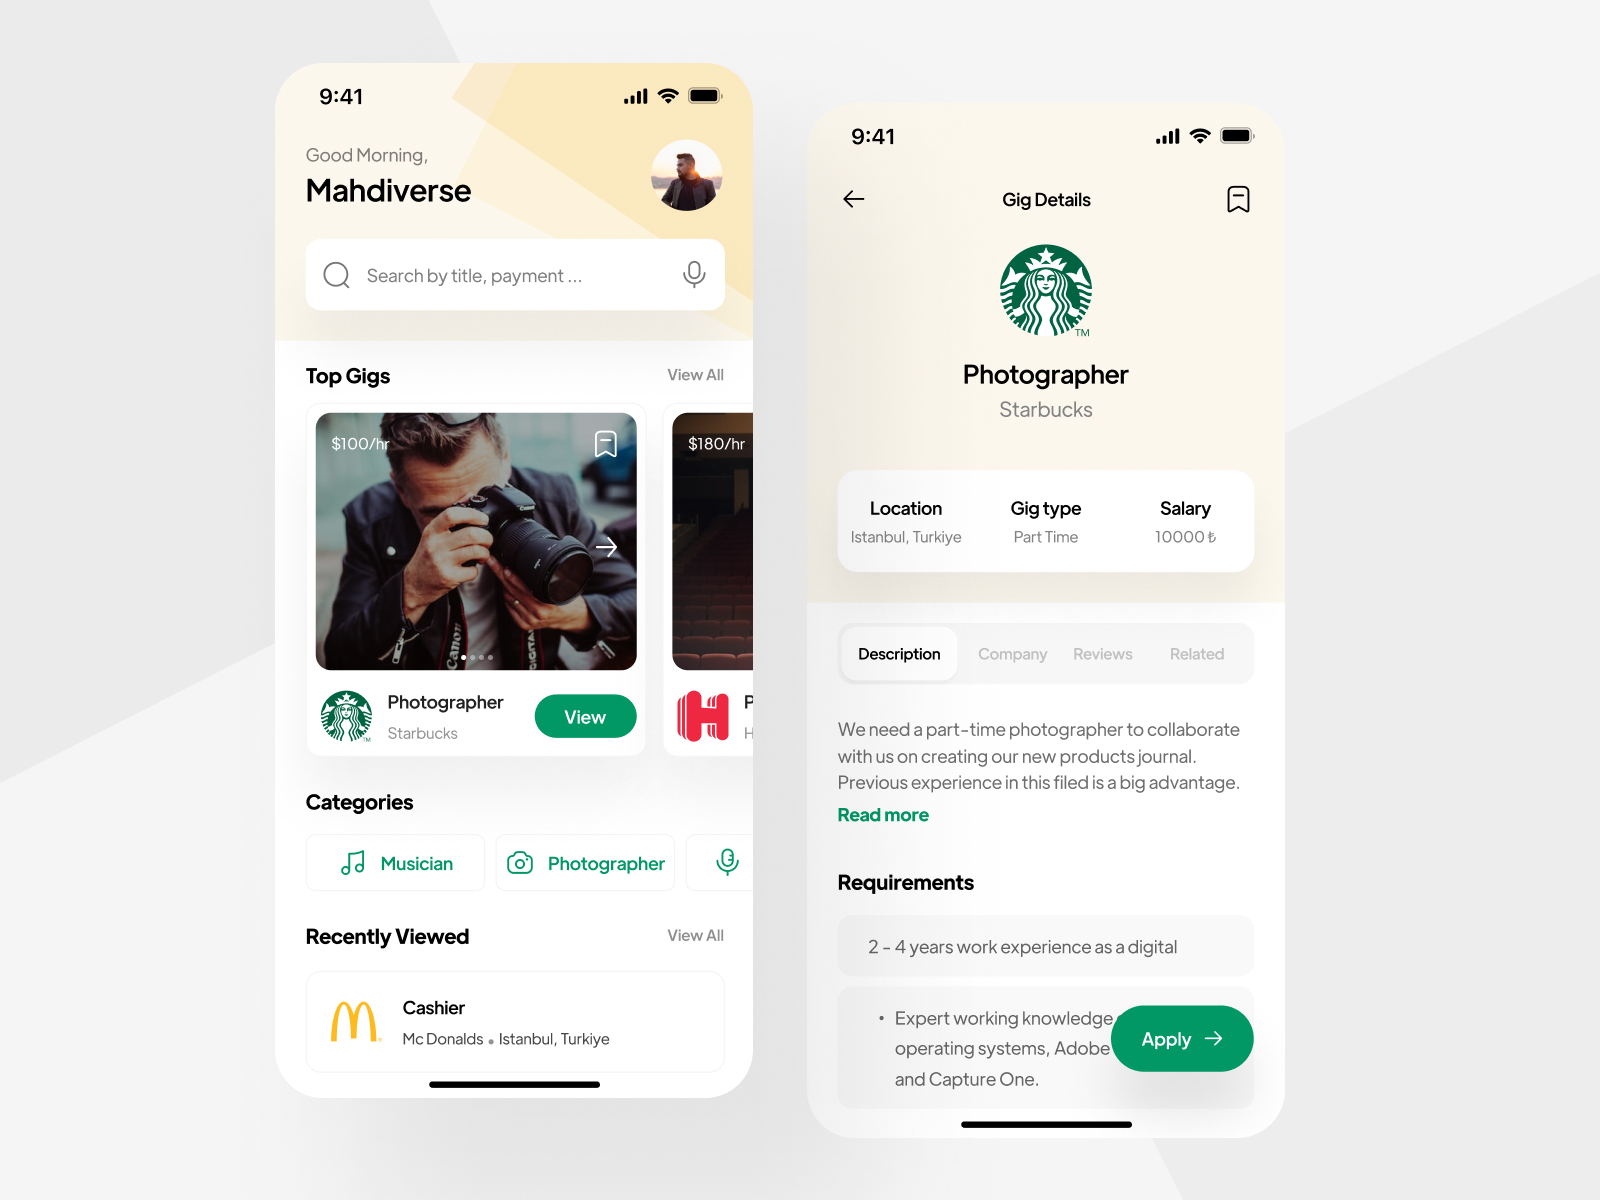 9:41
Good Morning,
Mahdiverse
Search by title, payment ...
Top Gigs
View All
$100/hr
$180/hr
Canon
Photographer
Starbucks
View
P
H
Categories
Musician
Photographer
Recently Viewed
View All
Cashier
Mc Donalds • Istanbul, Turkiye
9:41
Gig Details
TM
Photographer
Starbucks
Location
Gig type
Salary
Istanbul, Turkiye
Part Time
10000 ₺
Description
Company
Reviews
Related
We need a part-time photographer to collaborate
with us on creating our new products journal.
Previous experience in this filed is a big advantage.
Read more
Requirements
2 - 4 years work experience as a digital
• Expert working knowledge
operating systems, Adobe
and Capture One.
Apply